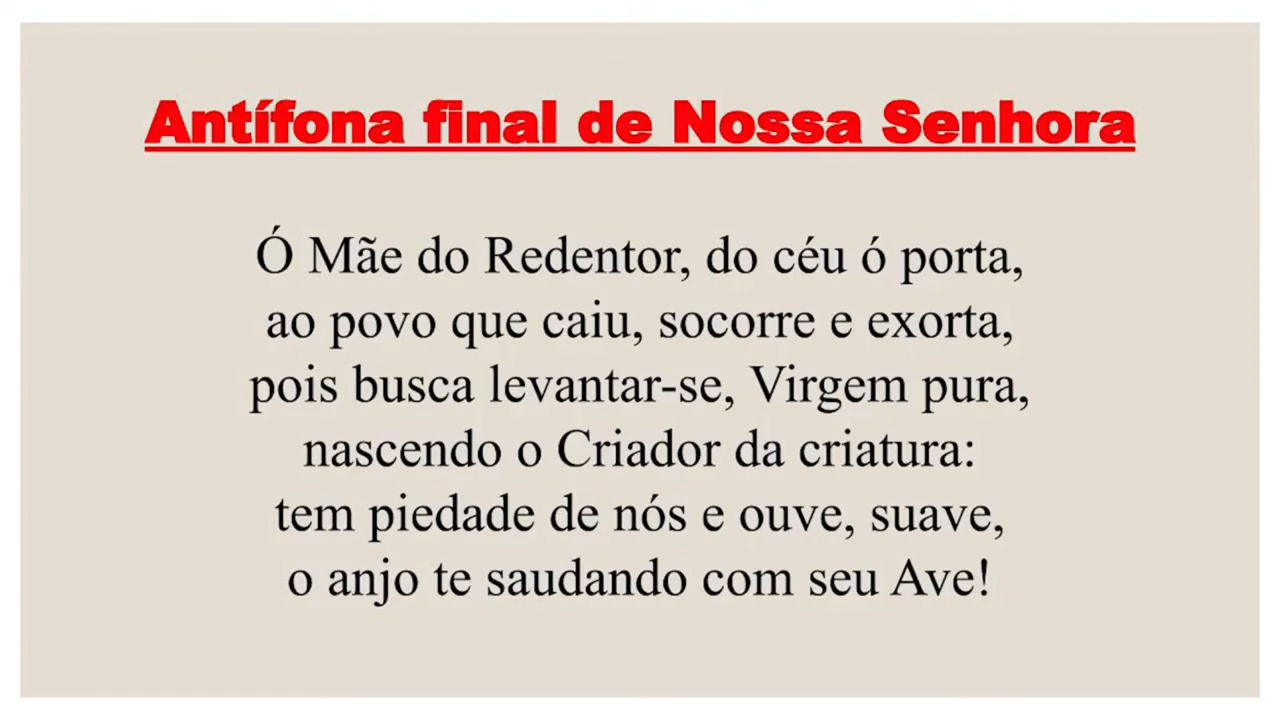 Antífona final de Nossa Senhora
Ó Mãe do Redentor, do céu ó porta,
ao povo que caiu, socorre e exorta,
pois busca levantar-se, Virgem pura,
nascendo o Criador da criatura:
tem piedade de nós e ouve, suave,
o anjo te saudando com seu Ave!